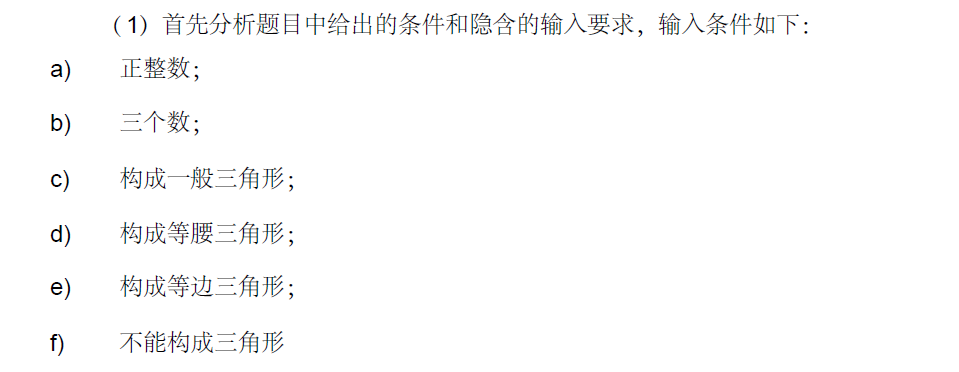 （1）首先分析题目中给出的条件和隐含的输入要求，输入条件如下：
a) 正整数；
b) 三个数；
c) 构成一般三角形；
d) 构成等腰三角形；
e) 构成等边三角形；
f) 不能构成三角形